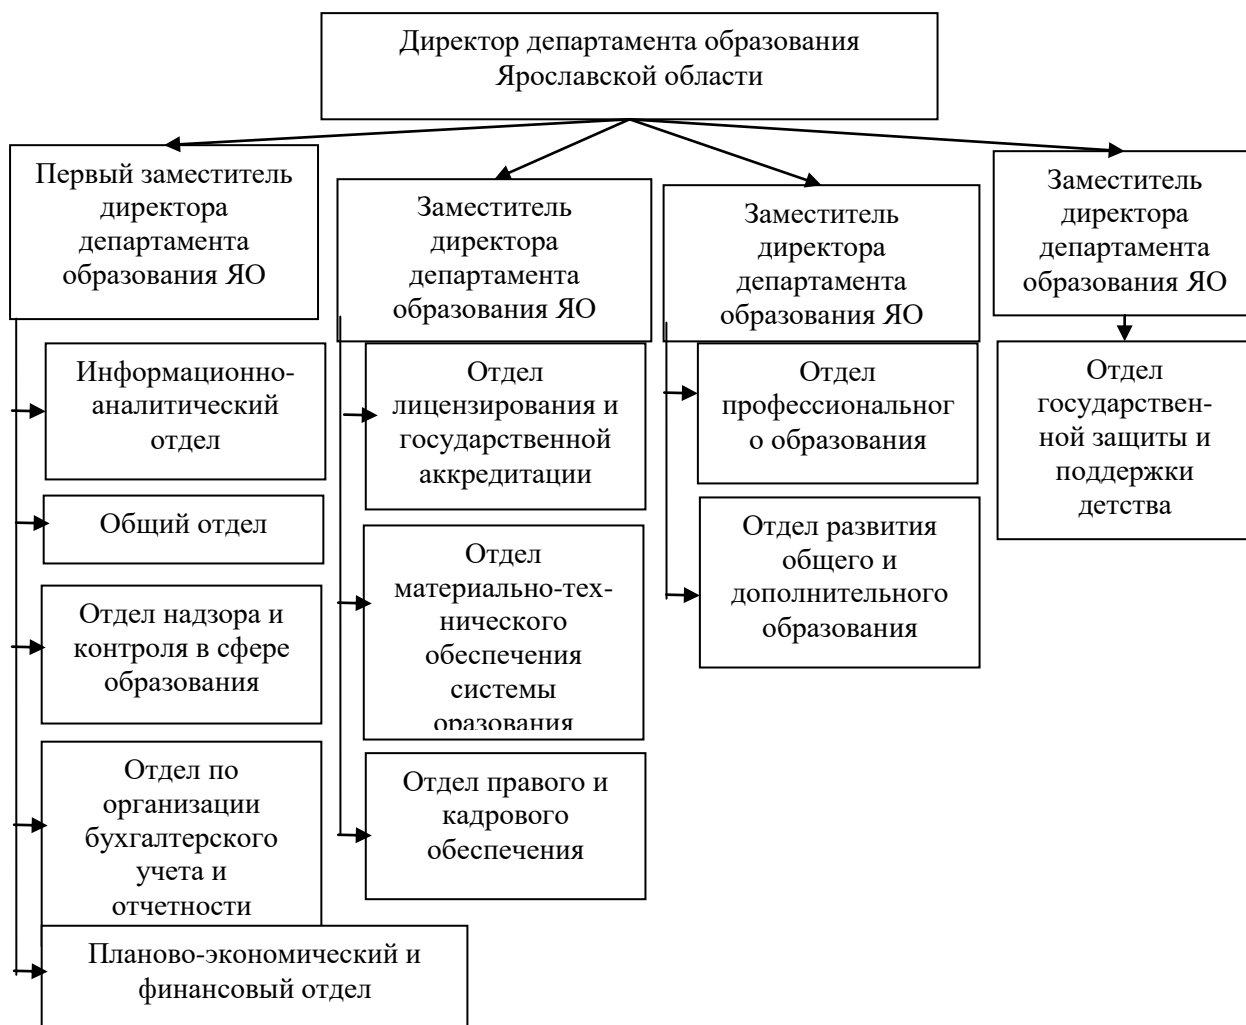 Директор департамента образования
Ярославской области
Первый заместитель
директора
департамента
образования ЯО
Заместитель
директора
департамента
образования ЯО
Заместитель
директора
департамента
образования ЯО
Заместитель
директора
департамента
образования ЯО
Информационно-
аналитический
отдел
Общий отдел
Отдел надзора и
контроля в сфере
образования
Отдел по
организации
бухгалтерского
учета и
отчетности
Планово-экономический и
финансовый отдел
Отдел
лицензирования и
государственной
аккредитации
Отдел
материально-тех-
нического
обеспечения
системы
оразования
Отдел правого и
кадрового
обеспечения
Отдел
профессиональног
о образования
Отдел развития
общего и
дополнительного
образования
Отдел
государствен-
ной защиты и
поддержки
детства